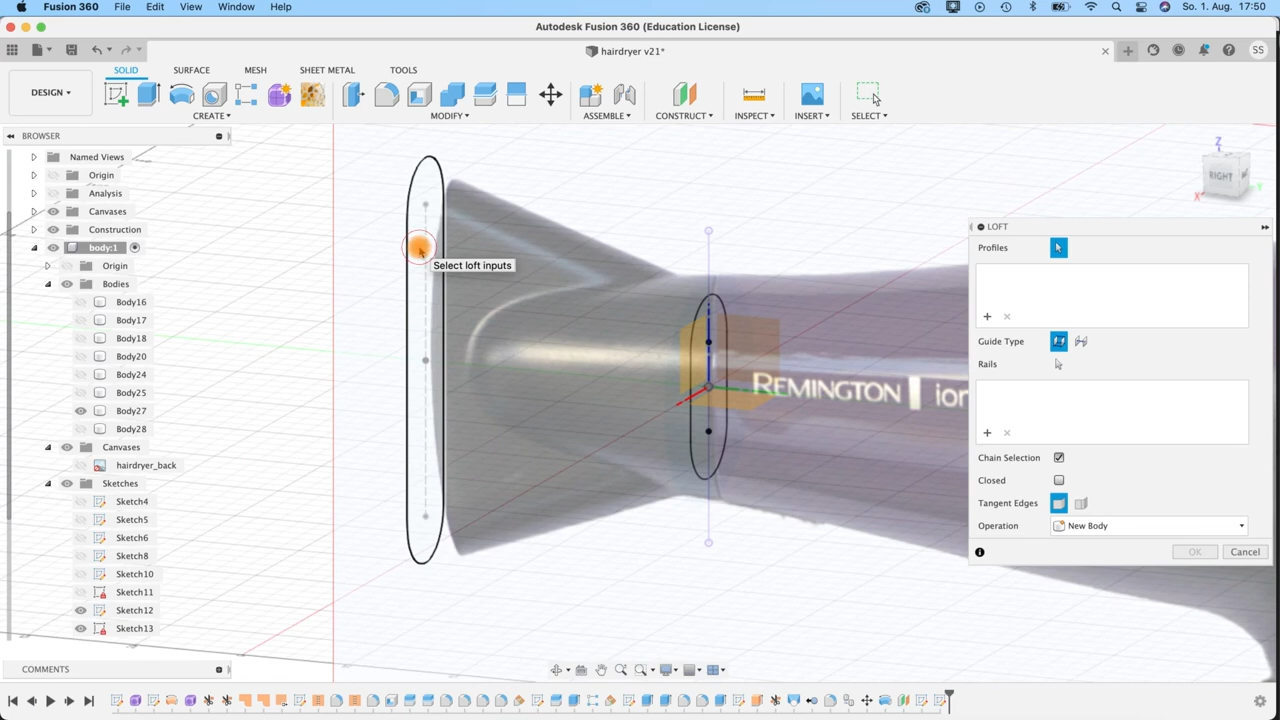 Fusion 360 File Edit View Window Help
So. 1. Aug. 17:50
Autodesk Fusion 360 (Education License)
hairdryer v21*
SS
DESIGN
SOLID SURFACE MESH SHEET METAL TOOLS
CREATE MODIFY ASSEMBLE CONSTRUCT INSPECT INSERT SELECT
BROWSER
Named Views
Origin
Analysis
Canvases
Construction
body:1
Origin
Bodies
Body16
Body17
Body18
Body20
Body24
Body25
Body27
Body28
Canvases
hairdryer_back
Sketches
Sketch4
Sketch5
Sketch6
Sketch8
Sketch10
Sketch11
Sketch12
Sketch13
COMMENTS
Select loft inputs
REMINGTON ion
Z
RIGHT
X
Y
LOFT
Profiles
Guide Type
Rails
Chain Selection
Closed
Tangent Edges
Operation New Body
OK Cancel